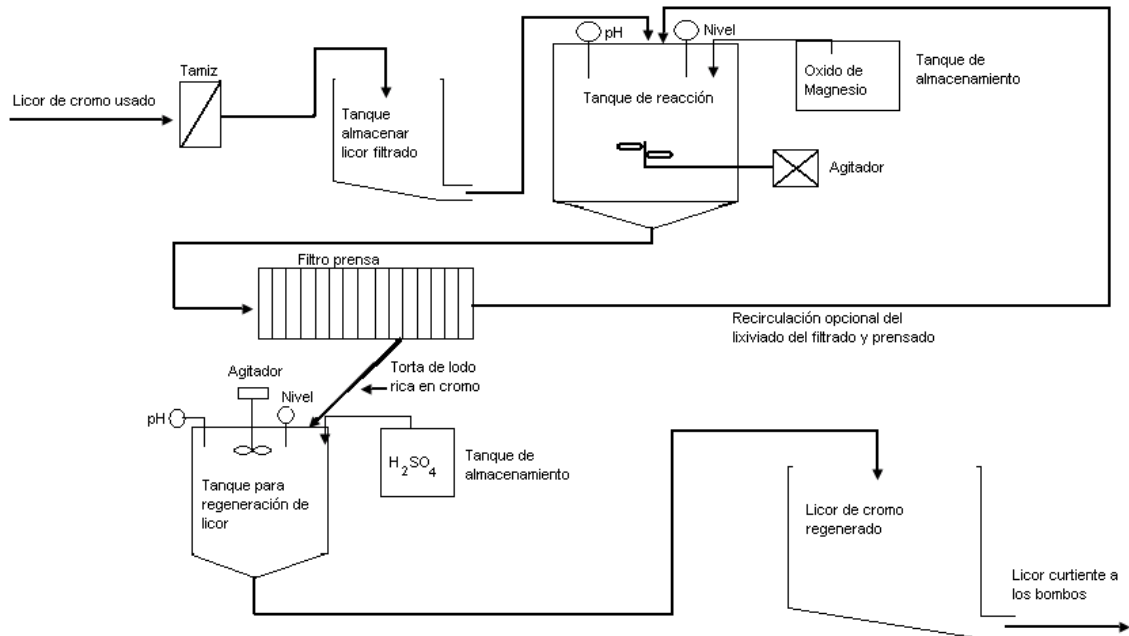 pH
Nivel
Tamiz
Oxido de
Magnesio
Tanque de
almacenamiento
Licor de cromo usado
Tanque de reacción
Tanque
almacenar
licor filtrado
Agitador
Filtro prensa
Recirculación opcional del
lixiviado del filtrado y prensado
Torta de lodo
rica en cromo
Agitador
Nivel
pH
H2SO4
Tanque de
almacenamiento
Tanque para
regeneración de
licor
Licor de cromo
regenerado
Licor curtiente a
los bombos